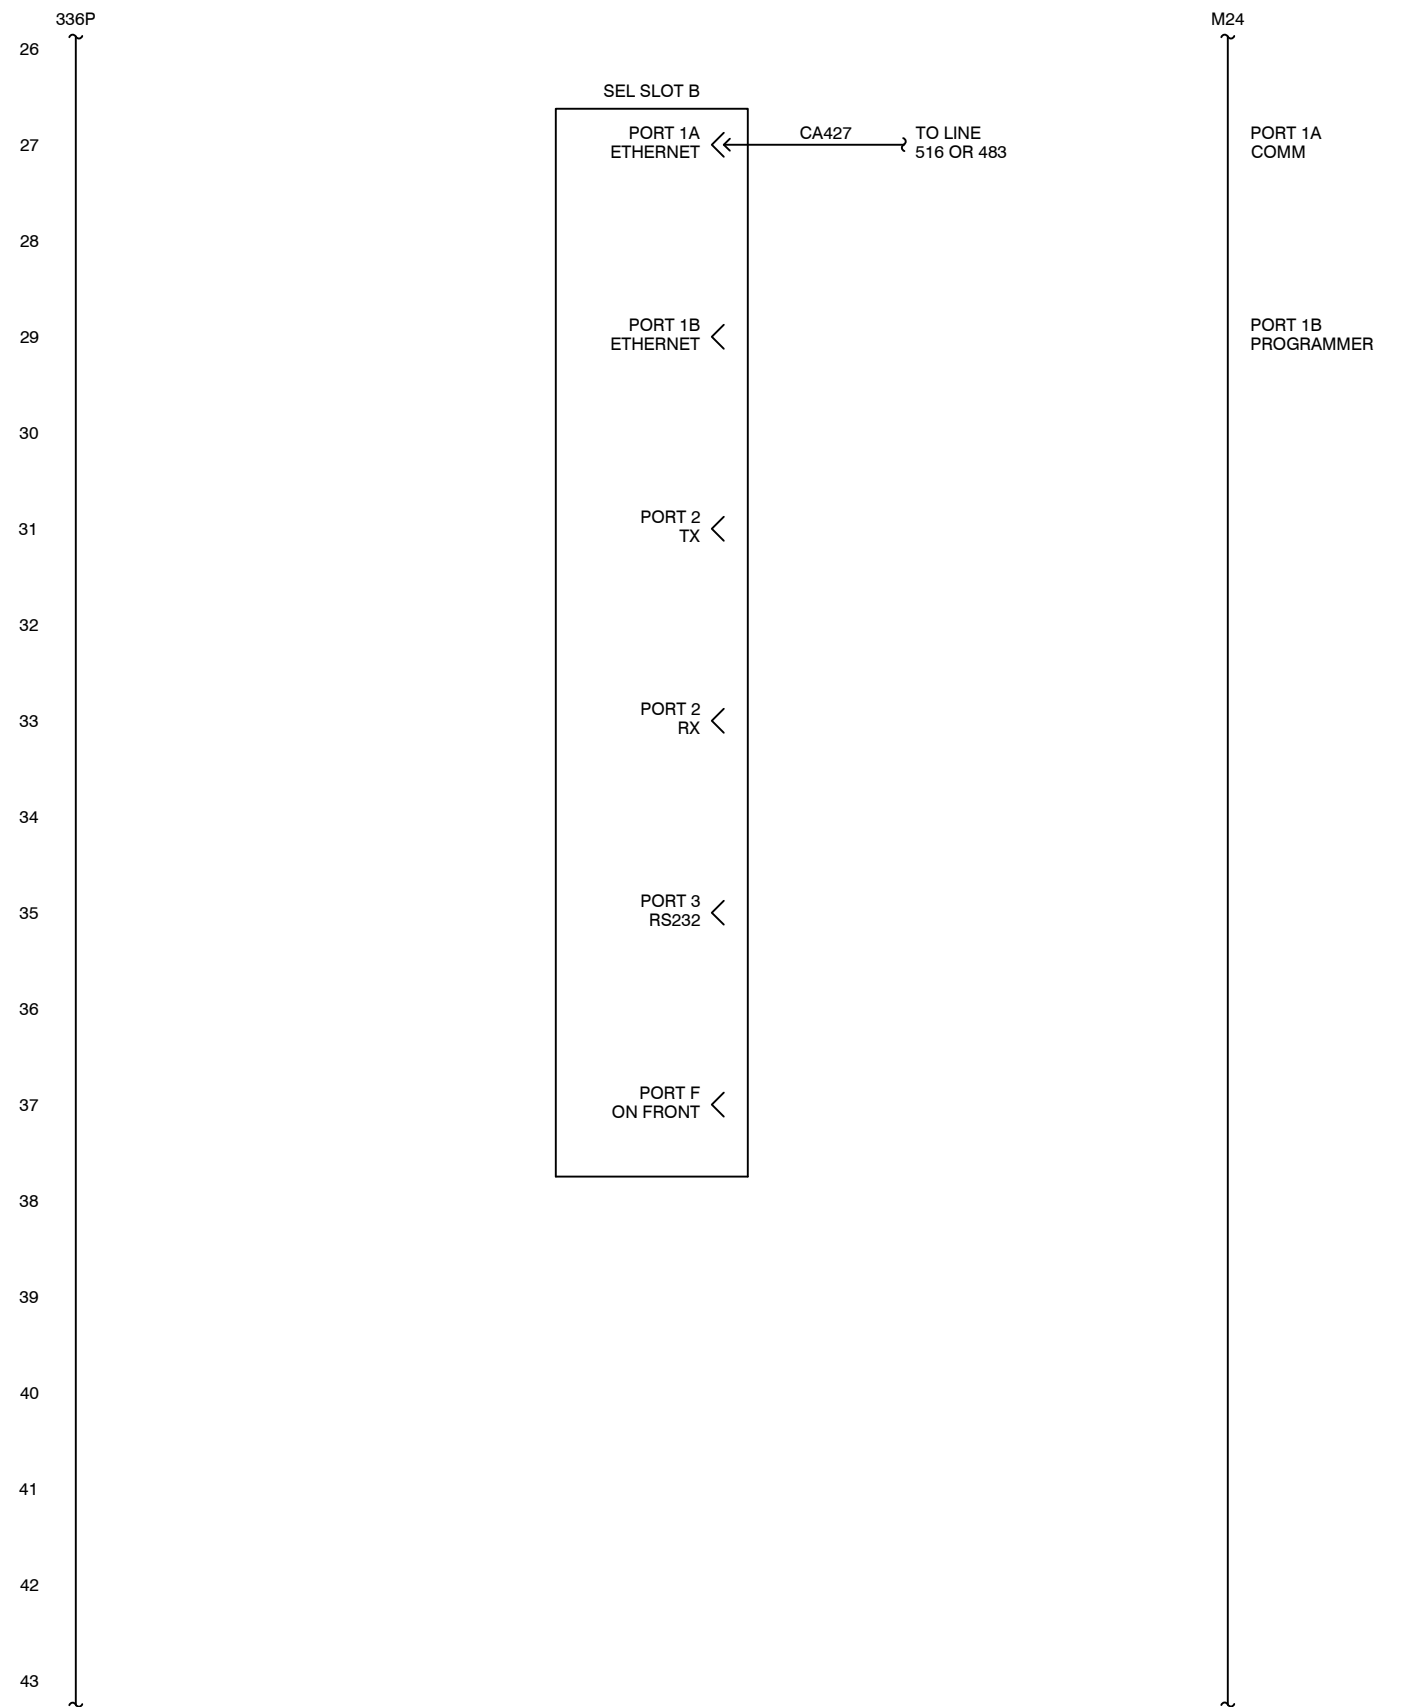 336P
M24
26
SEL SLOT B
27
PORT 1A
ETHERNET
CA427
TO LINE
516 OR 483
PORT 1A
COMM
28
29
PORT 1B
ETHERNET
PORT 1B
PROGRAMMER
30
31
PORT 2
TX
32
33
PORT 2
RX
34
35
PORT 3
RS232
36
37
PORT F
ON FRONT
38
39
40
41
42
43